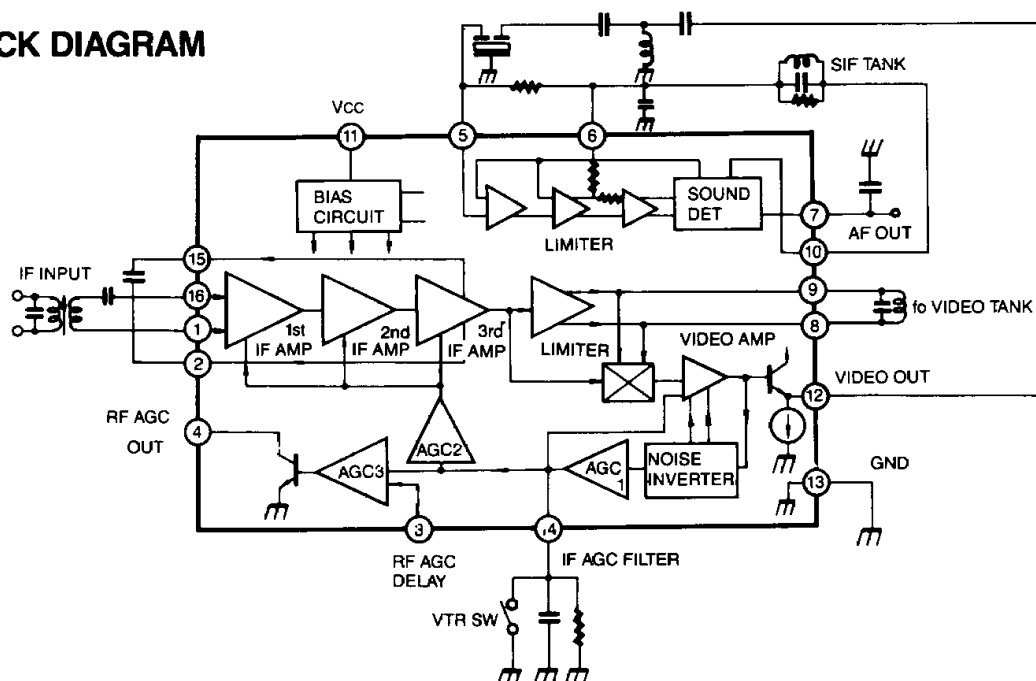 CK DIAGRAM
SIF TANK
VCC
11
5
6
BIAS
CIRCUIT
SOUND
DET
7
AF OUT
LIMITER
10
15
IF INPUT
16
9
1
1st
IF AMP
2nd
IF AMP
3rd
IF AMP
LIMITER
8
fo VIDEO TANK
2
VIDEO AMP
12
VIDEO OUT
RF AGC
OUT
4
AGC2
AGC3
AGC
1
NOISE
INVERTER
GND
13
3
14
RF AGC
DELAY
IF AGC FILTER
VTR SW